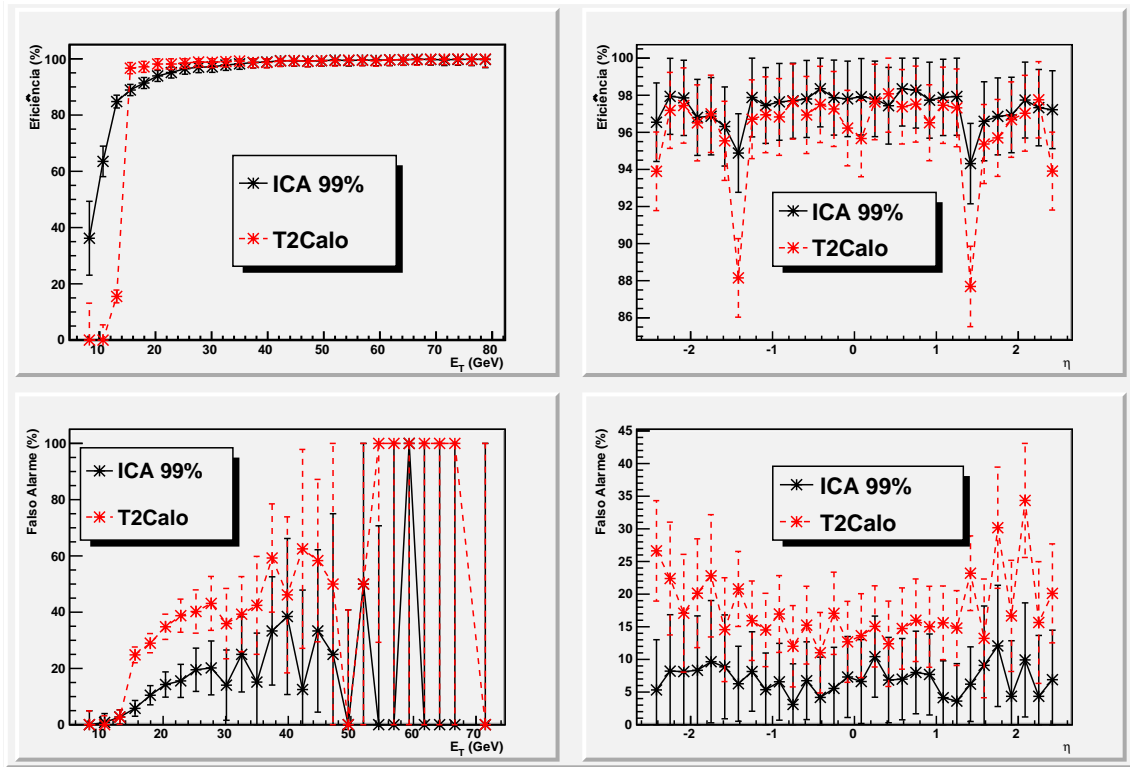 Eficiência (%)
100
80
60
40
20
0
ICA 99%
T2Calo
10 20 30 40 50 60 70 80
E_T (GeV)
Eficiência (%)
100
98
96
94
92
90
88
86
ICA 99%
T2Calo
-2 -1 0 1 2
η
Falso Alarme (%)
100
80
60
40
20
0
ICA 99%
T2Calo
10 20 30 40 50 60 70
E_T (GeV)
Falso Alarme (%)
45
40
35
30
25
20
15
10
5
0
ICA 99%
T2Calo
-2 -1 0 1 2
η